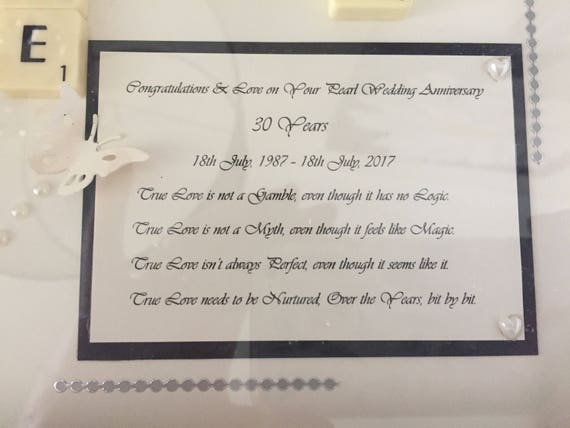 E
1
Congratulations & Love on Your Pearl Wedding Anniversary
30 Years
18th July, 1987 - 18th July, 2017
True Love is not a Gamble, even though it has no Logic.
True Love is not a Myth, even though it feels like Magic.
True Love isn't always Perfect, even though it seems like it.
True Love needs to be Nurtured, Over the Years, bit by bit.